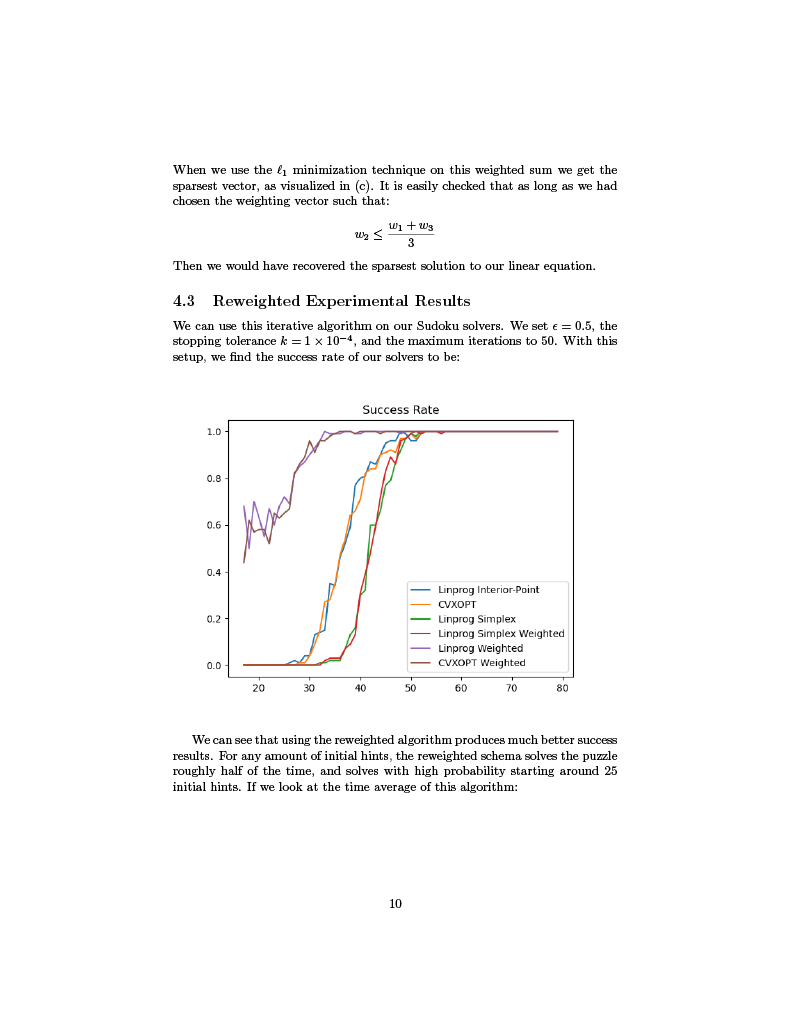 When we use the ℓ₁ minimization technique on this weighted sum we get the
sparsest vector, as visualized in (c). It is easily checked that as long as we had
chosen the weighting vector such that:
w₂ ≤ (w₁ + w₃)/3
Then we would have recovered the sparsest solution to our linear equation.
4.3 Reweighted Experimental Results
We can use this iterative algorithm on our Sudoku solvers. We set ϵ = 0.5, the
stopping tolerance k = 1 × 10⁻⁴, and the maximum iterations to 50. With this
setup, we find the success rate of our solvers to be:
Success Rate
1.0
0.8
0.6
0.4
0.2
0.0
Linprog Interior-Point
CVXOPT
Linprog Simplex
Linprog Simplex Weighted
Linprog Weighted
CVXOPT Weighted
20 30 40 50 60 70 80
We can see that using the reweighted algorithm produces much better success
results. For any amount of initial hints, the reweighted schema solves the puzzle
roughly half of the time, and solves with high probability starting around 25
initial hints. If we look at the time average of this algorithm:
10